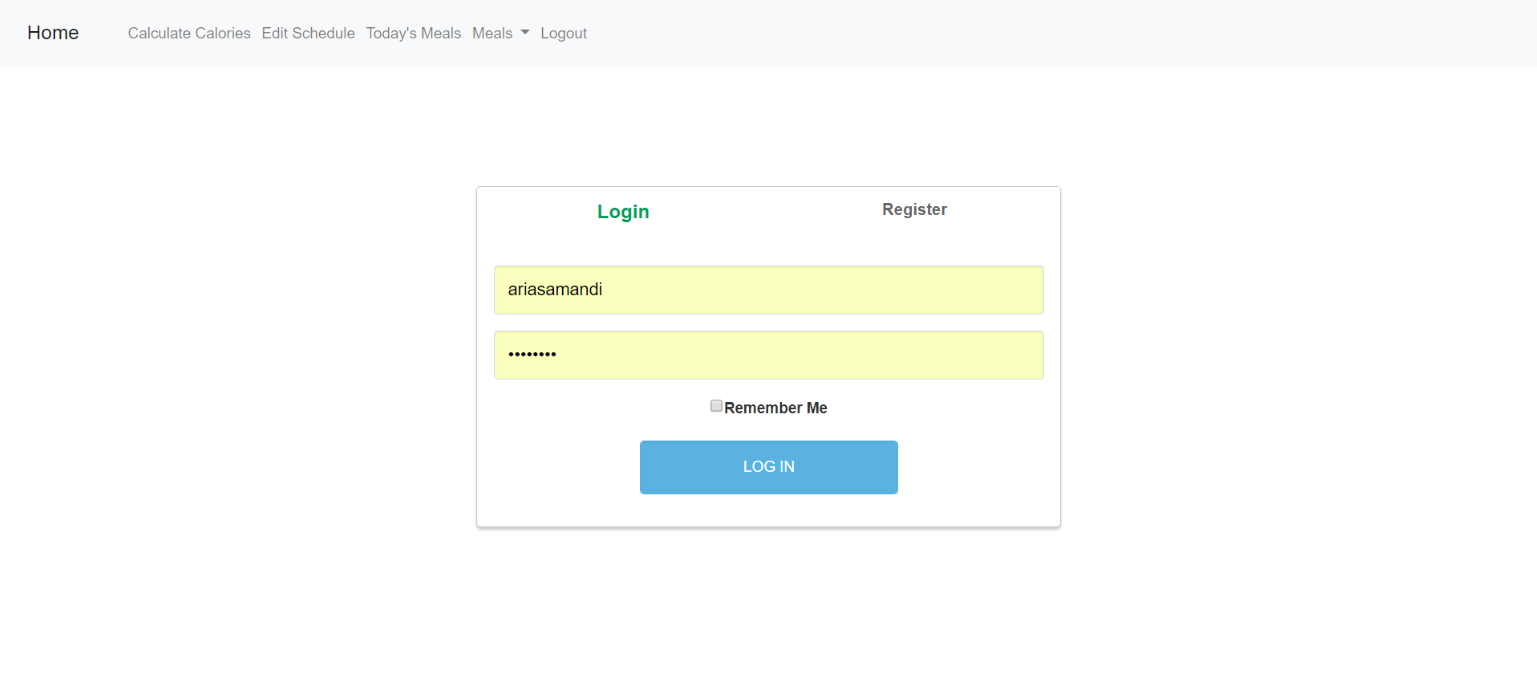 Home Calculate Calories Edit Schedule Today's Meals Meals Logout
Login Register
ariasamandi
••••••••
Remember Me
LOG IN